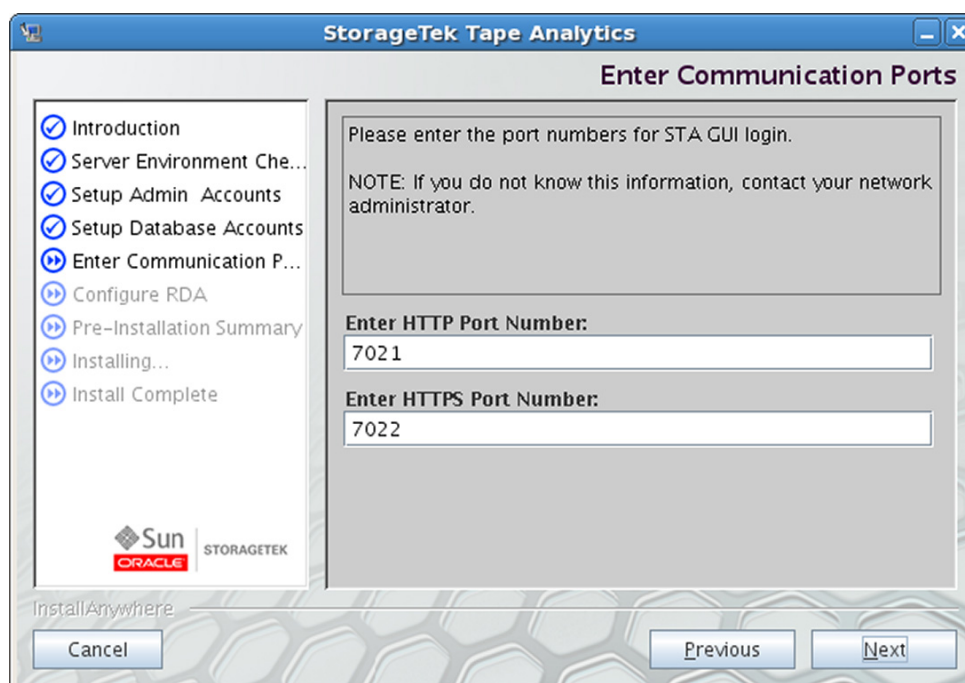 StorageTek Tape Analytics
Enter Communication Ports
Introduction
Server Environment Che...
Setup Admin Accounts
Setup Database Accounts
Enter Communication P...
Configure RDA
Pre-Installation Summary
Installing...
Install Complete
Sun
ORACLE
STORAGETEK
Please enter the port numbers for STA GUI login.
NOTE: If you do not know this information, contact your network
administrator.
Enter HTTP Port Number:
7021
Enter HTTPS Port Number:
7022
InstallAnywhere
Cancel
Previous
Next